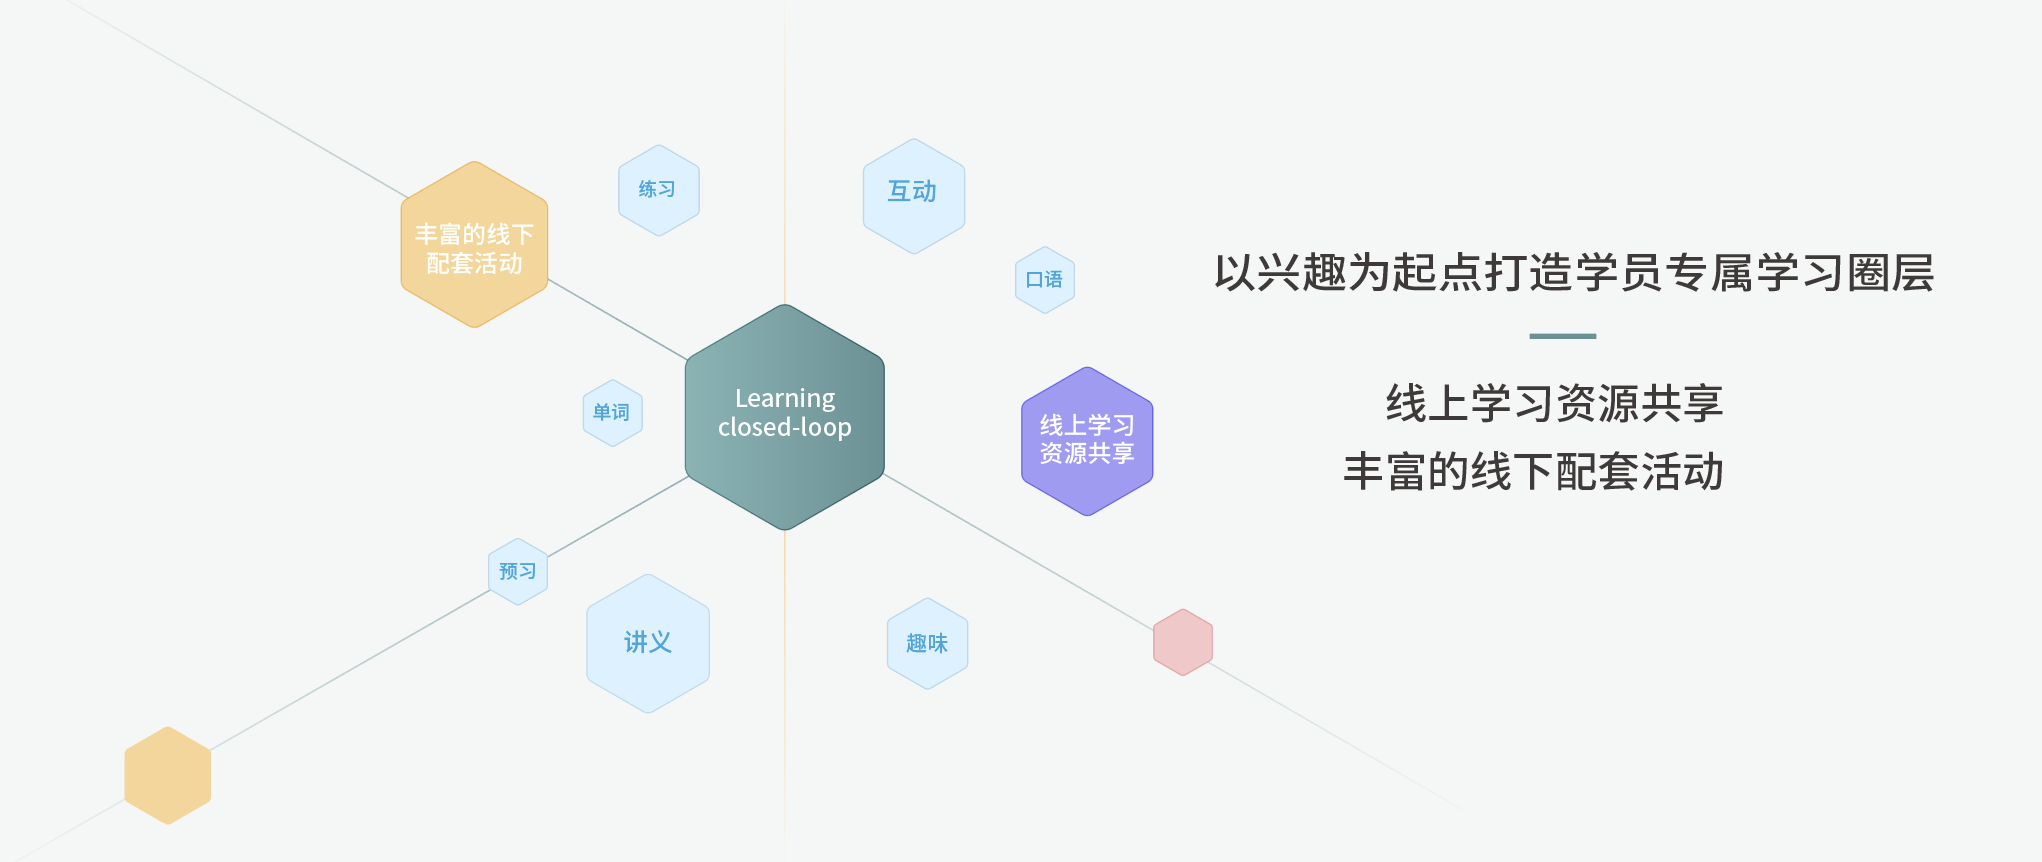 练习
互动
丰富的线下
配套活动
口语
单词
Learning
closed-loop
线上学习
资源共享
预习
讲义
趣味
以兴趣为起点打造学员专属学习圈层
线上学习资源共享
丰富的线下配套活动